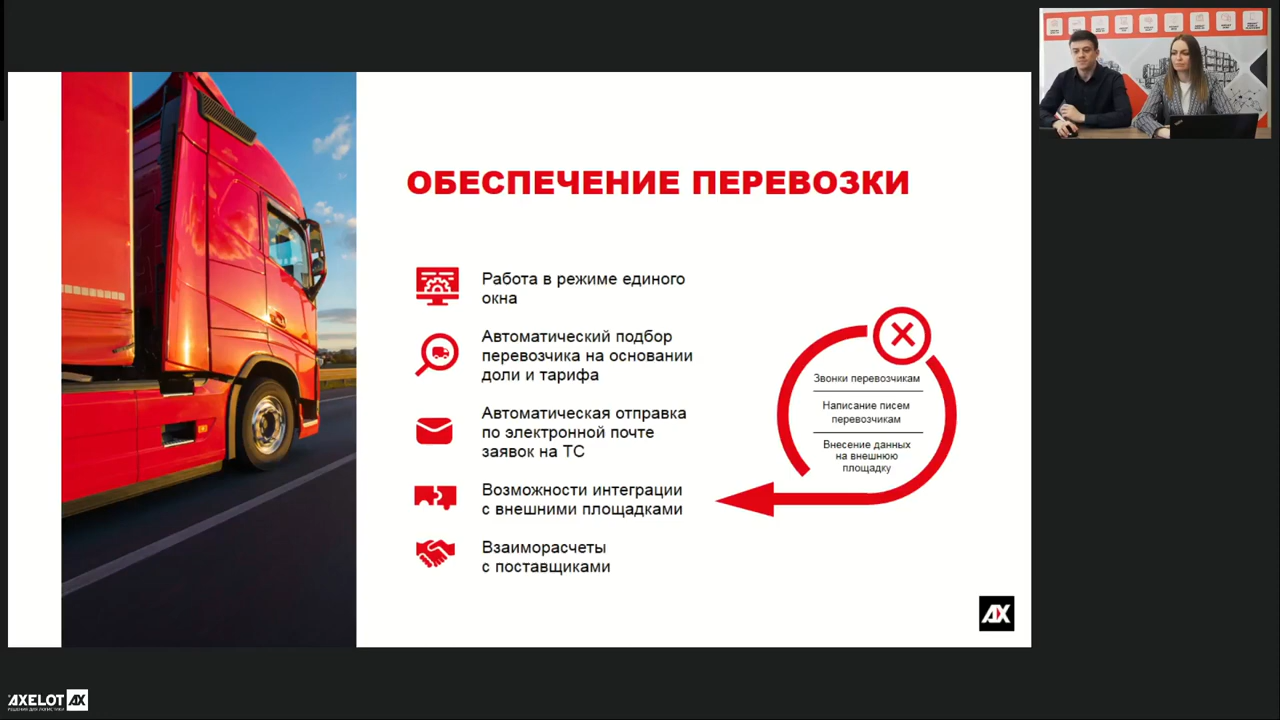 ОБЕСПЕЧЕНИЕ ПЕРЕВОЗКИ
Работа в режиме единого
окна
Автоматический подбор
перевозчика на основании
доли и тарифа
Автоматическая отправка
по электронной почте
заявок на ТС
Возможности интеграции
с внешними площадками
Взаиморасчеты
с поставщиками
Звонки перевозчикам
Написание писем
перевозчикам
Внесение данных
на внешнюю
площадку
AX
AXELOT AX
РЕШЕНИЯ ДЛЯ ЛОГИСТИКИ